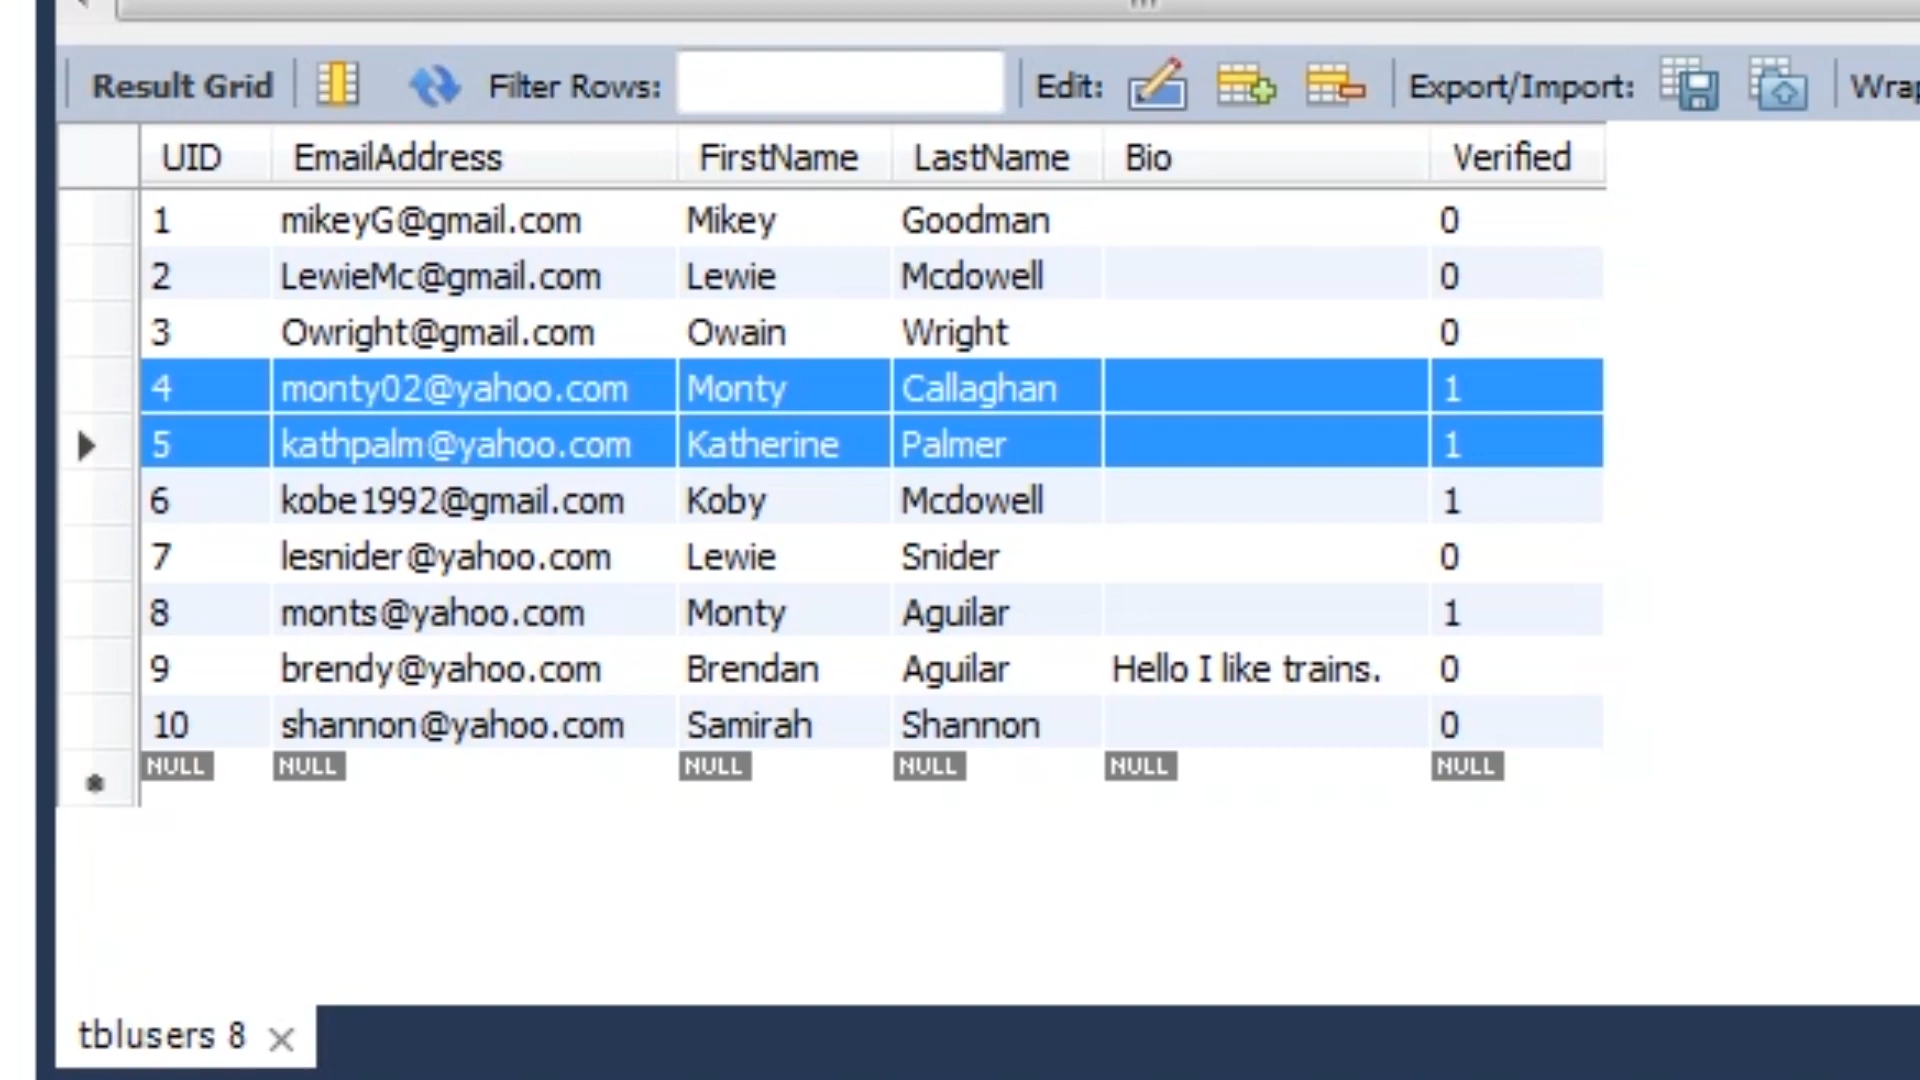 Result Grid Filter Rows: Edit: Export/Import: Wrap
UID EmailAddress FirstName LastName Bio Verified
1 mikeyG@gmail.com Mikey Goodman 0
2 LewieMc@gmail.com Lewie Mcdowell 0
3 Owright@gmail.com Owain Wright 0
4 monty02@yahoo.com Monty Callaghan 1
5 kathpalm@yahoo.com Katherine Palmer 1
6 kobe1992@gmail.com Koby Mcdowell 1
7 lesnider@yahoo.com Lewie Snider 0
8 monts@yahoo.com Monty Aguilar 1
9 brendy@yahoo.com Brendan Aguilar Hello I like trains. 0
10 shannon@yahoo.com Samirah Shannon 0
NULL NULL NULL NULL NULL NULL
tblusers 8